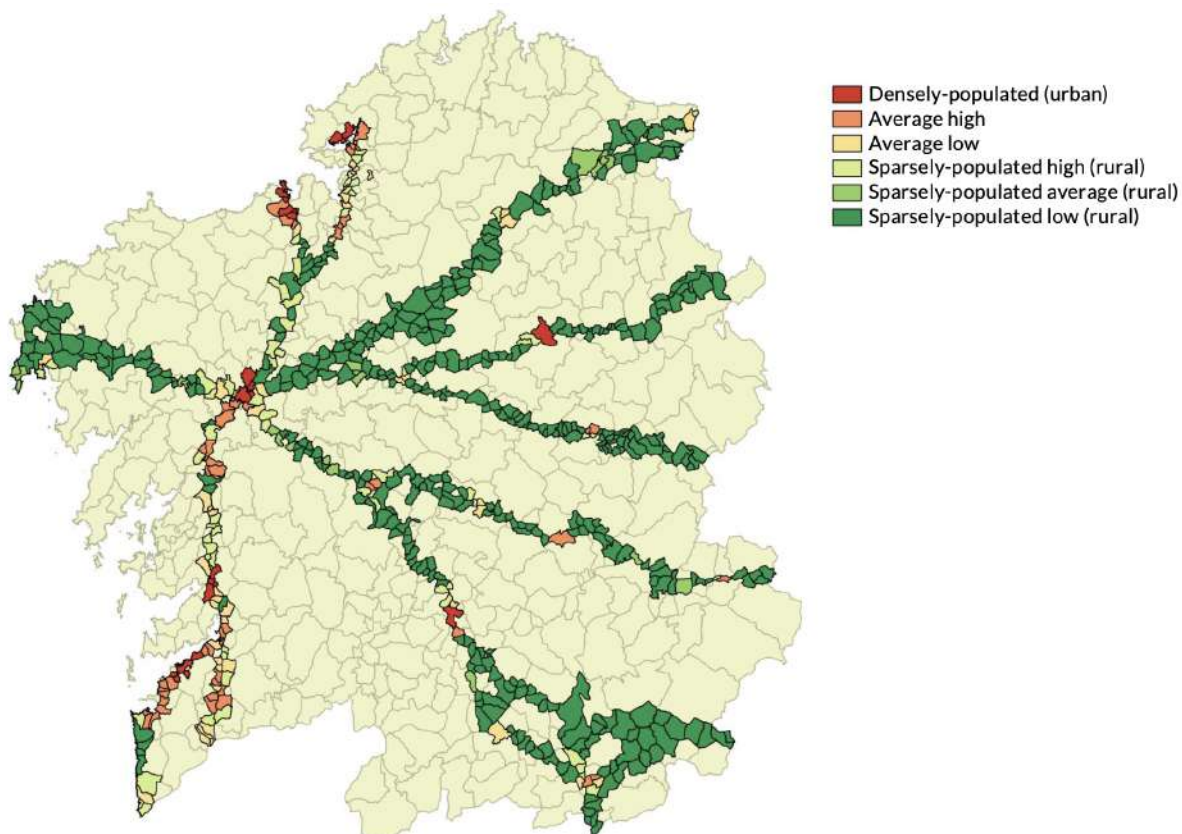 Densely-populated (urban)
Average high
Average low
Sparsely-populated high (rural)
Sparsely-populated average (rural)
Sparsely-populated low (rural)